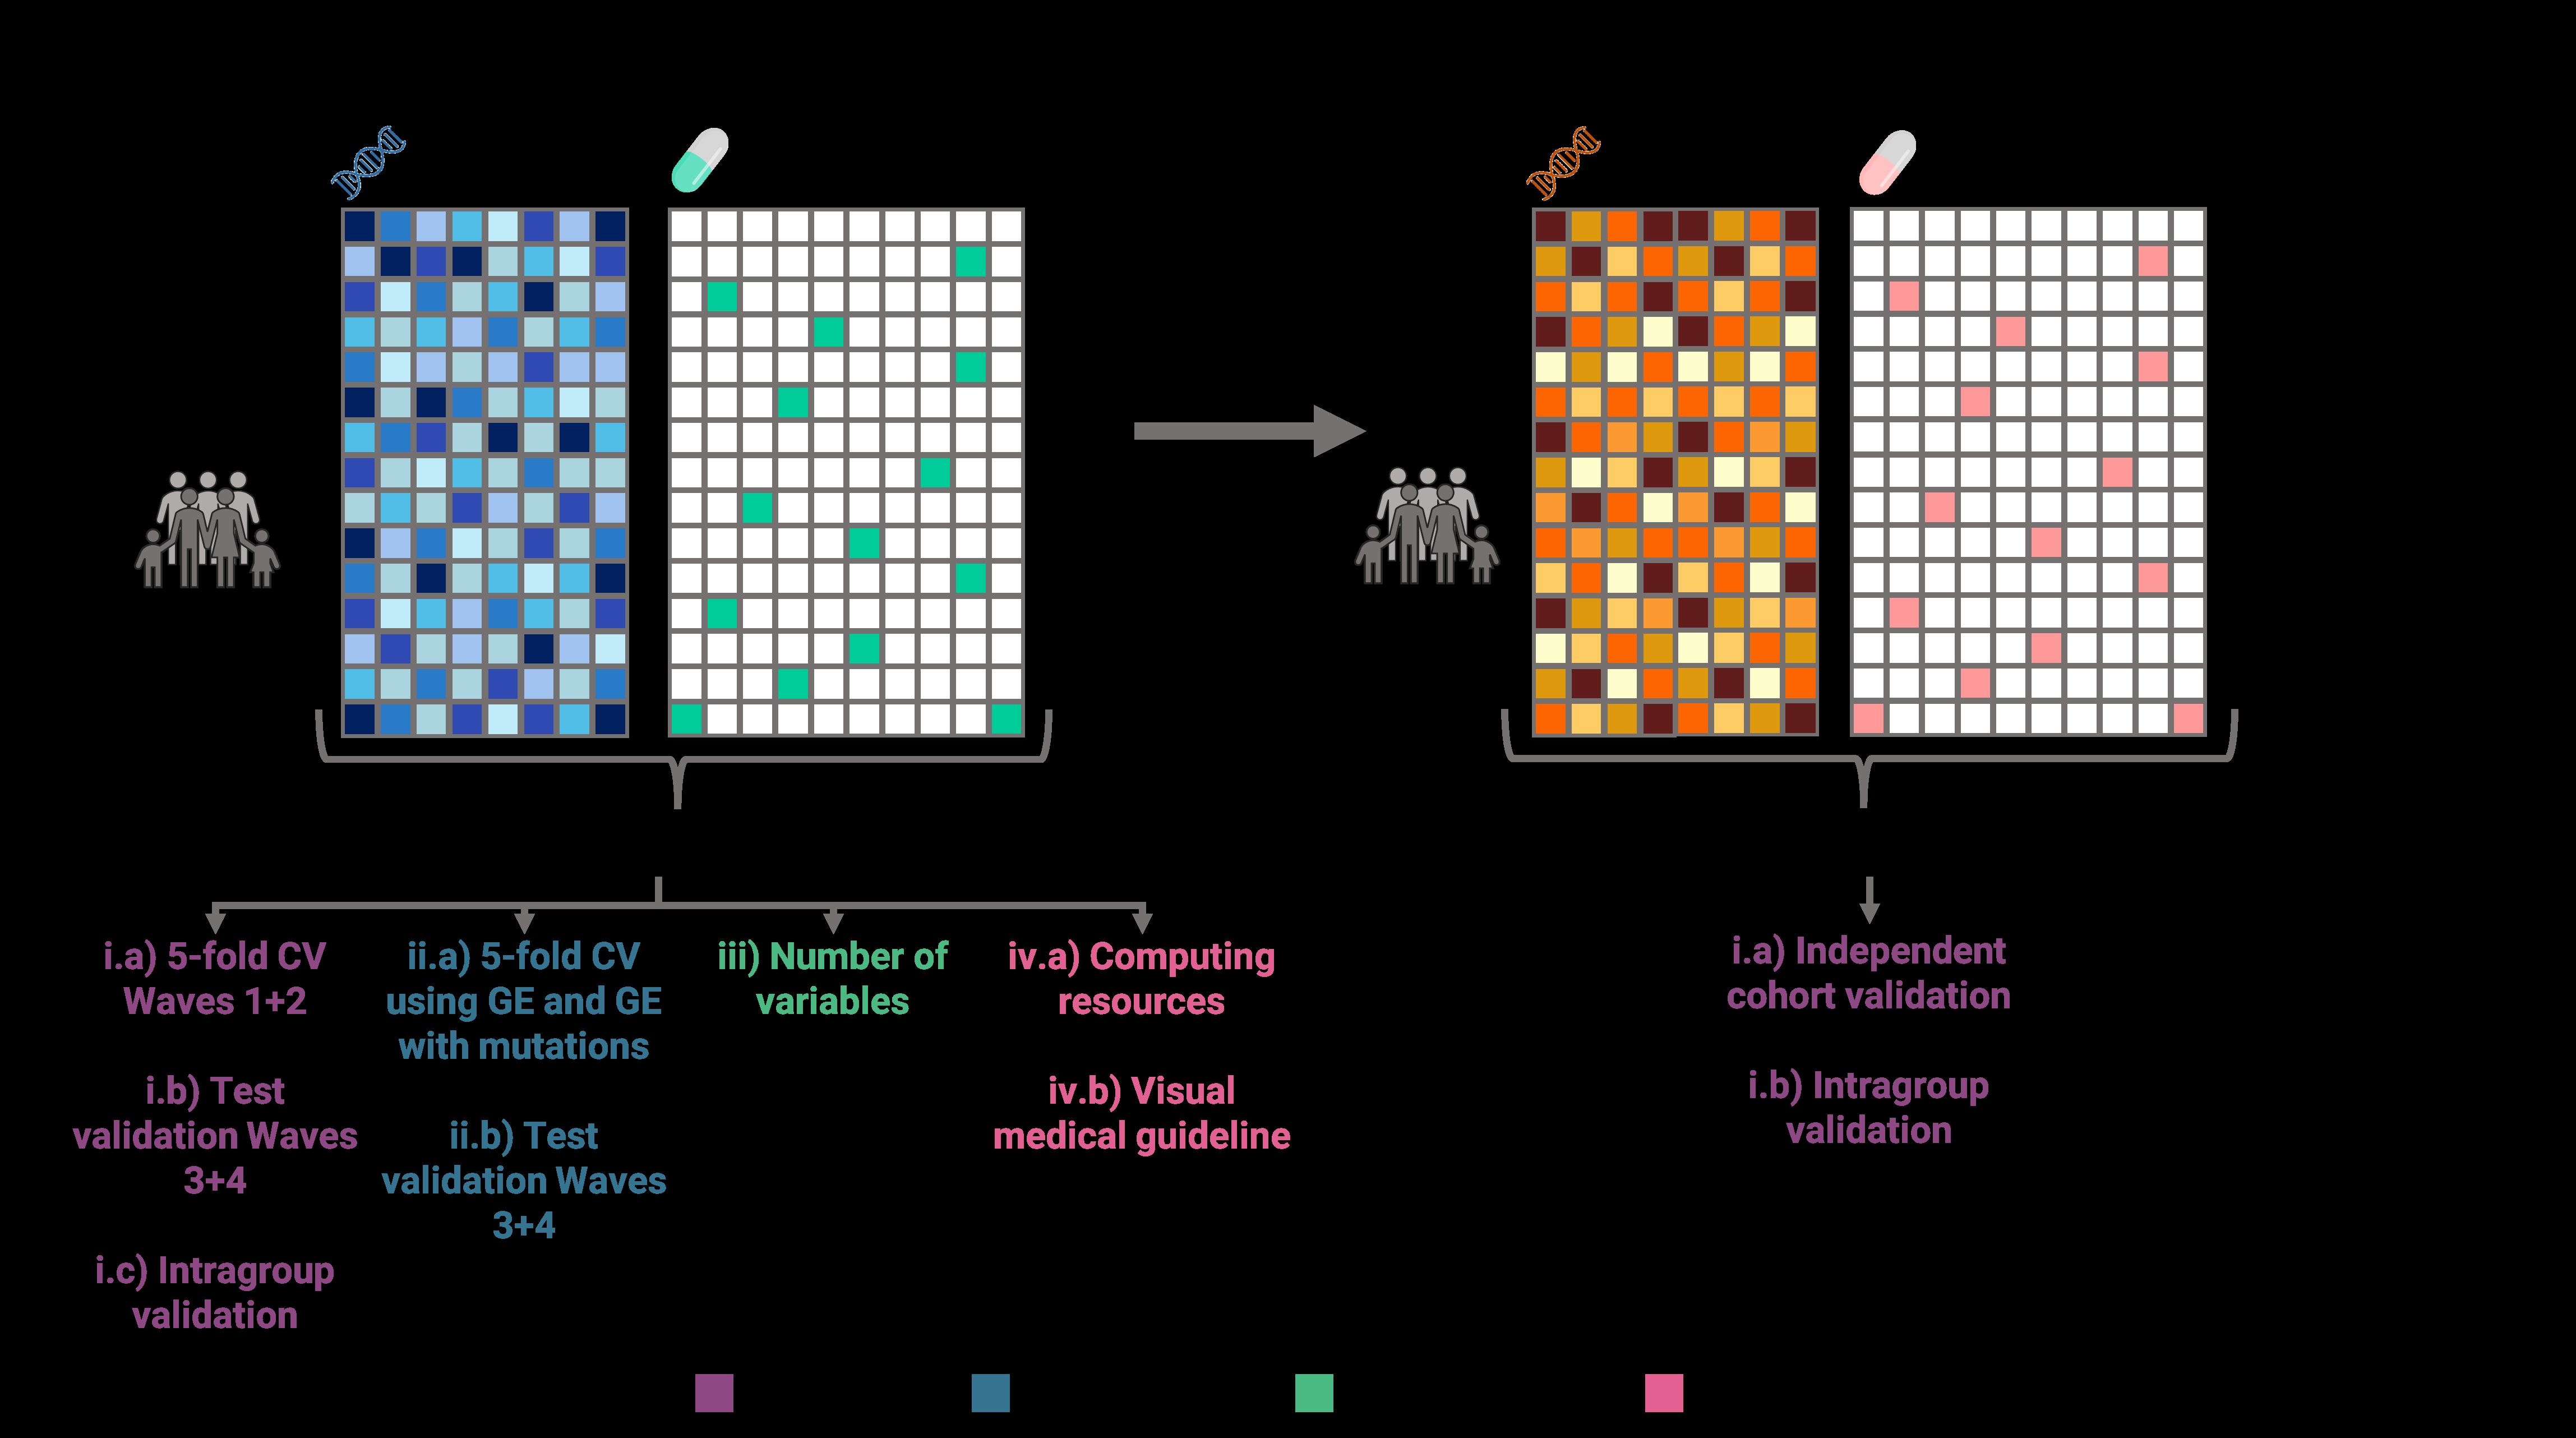 i.a) 5-fold CV
Waves 1+2
i.b) Test
validation Waves
3+4
i.c) Intragroup
validation
ii.a) 5-fold CV
using GE and GE
with mutations
ii.b) Test
validation Waves
3+4
iii) Number of
variables
iv.a) Computing
resources
iv.b) Visual
medical guideline
i.a) Independent
cohort validation
i.b) Intragroup
validation